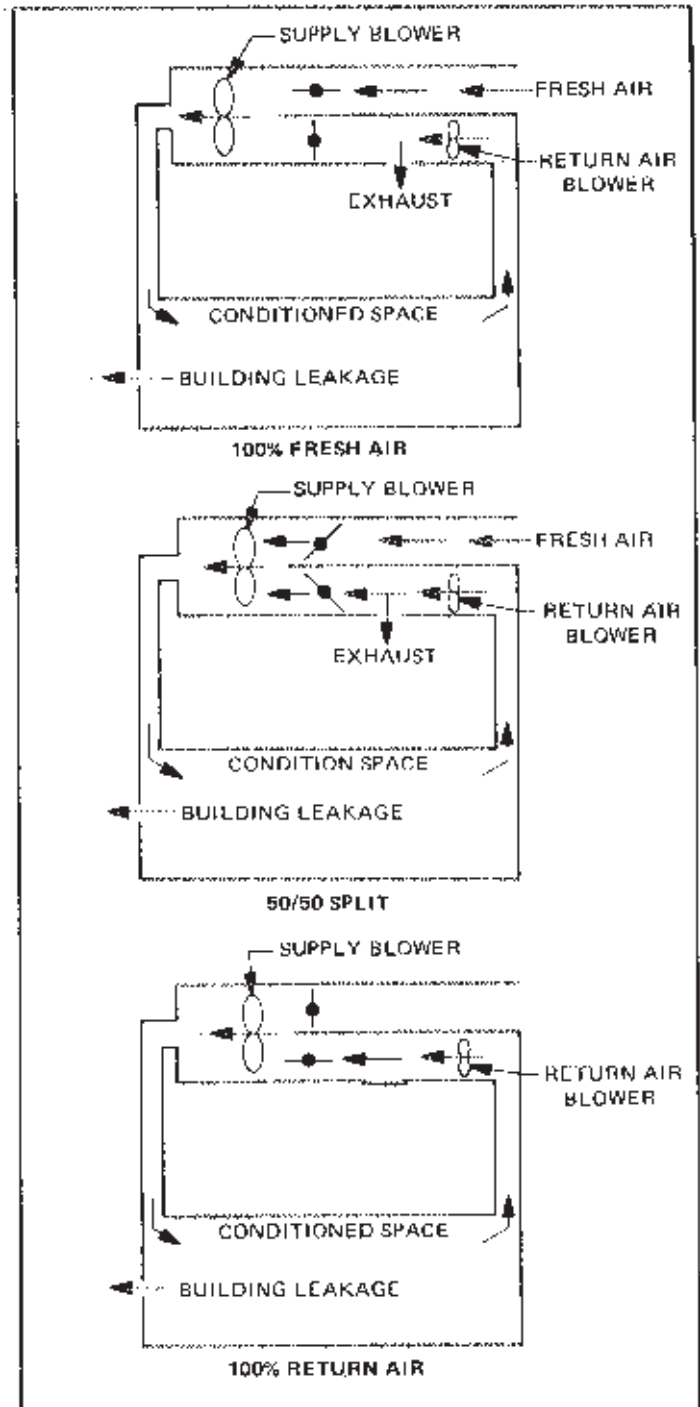 SUPPLY BLOWER
FRESH AIR
RETURN AIR
BLOWER
EXHAUST
CONDITIONED SPACE
BUILDING LEAKAGE
100% FRESH AIR
SUPPLY BLOWER
FRESH AIR
RETURN AIR
BLOWER
EXHAUST
CONDITION SPACE
BUILDING LEAKAGE
50/50 SPLIT
SUPPLY BLOWER
RETURN AIR
BLOWER
CONDITIONED SPACE
BUILDING LEAKAGE
100% RETURN AIR